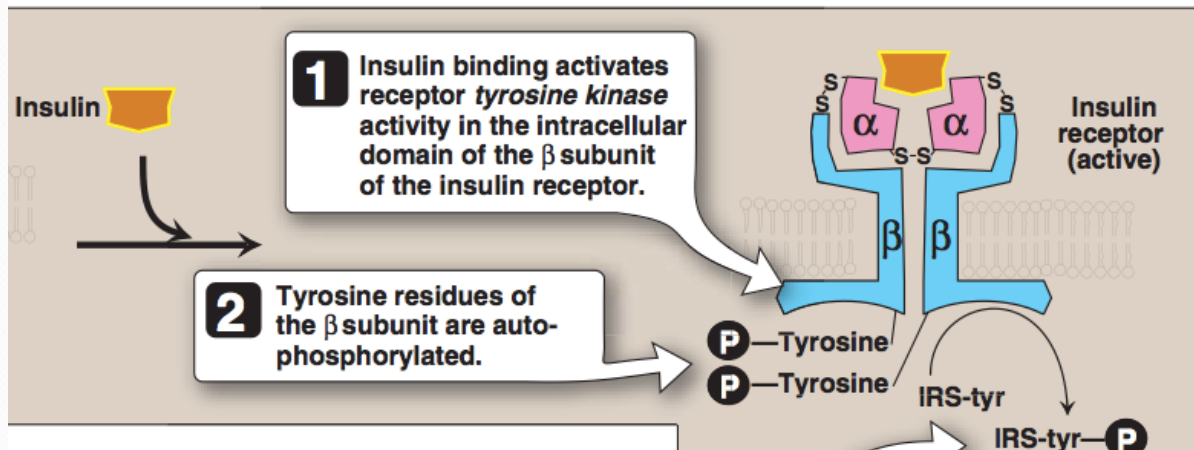 Insulin
1
Insulin binding activates
receptor tyrosine kinase
activity in the intracellular
domain of the β subunit
of the insulin receptor.
2
Tyrosine residues of
the β subunit are auto-
phosphorylated.
S
S
α
α
S
S
S-S
Insulin
receptor
(active)
β
β
P—Tyrosine
P—Tyrosine
IRS-tyr
IRS-tyr—P